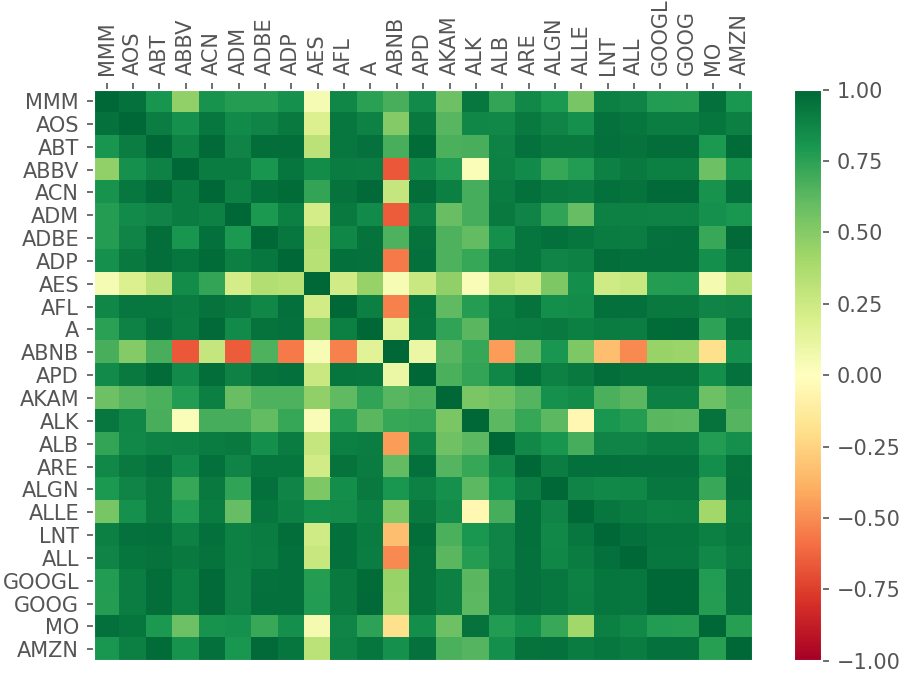 MMM AOS ABT ABBV ACN ADM ADBE ADP AES AFL A ABNB APD AKAM ALK ALB ARE ALGN ALLE LNT ALL GOOGL GOOG MO AMZN
MMM
AOS
ABT
ABBV
ACN
ADM
ADBE
ADP
AES
AFL
A
ABNB
APD
AKAM
ALK
ALB
ARE
ALGN
ALLE
LNT
ALL
GOOGL
GOOG
MO
AMZN
1.00
0.75
0.50
0.25
0.00
−0.25
−0.50
−0.75
−1.00